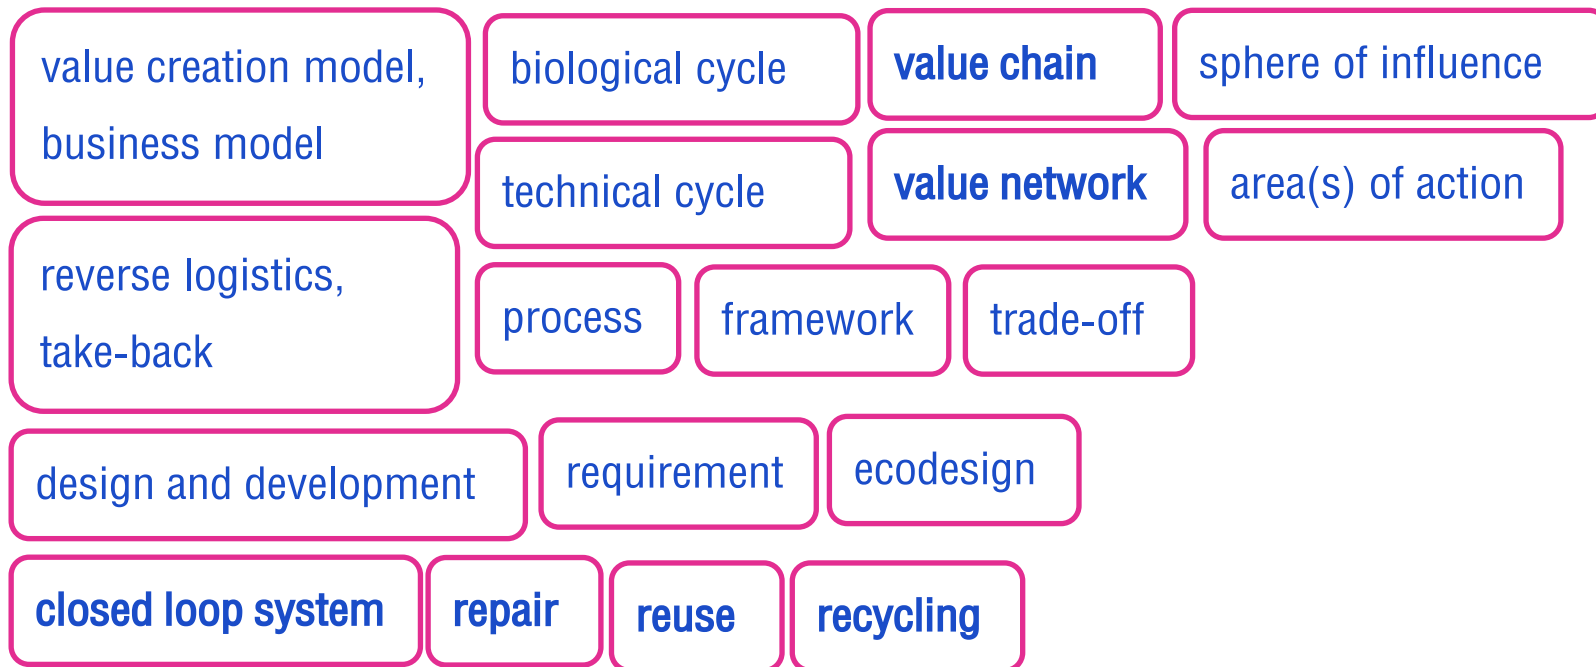 value creation model,
business model
biological cycle
value chain
sphere of influence
technical cycle
value network
area(s) of action
reverse logistics,
take-back
process
framework
trade-off
design and development
requirement
ecodesign
closed loop system
repair
reuse
recycling